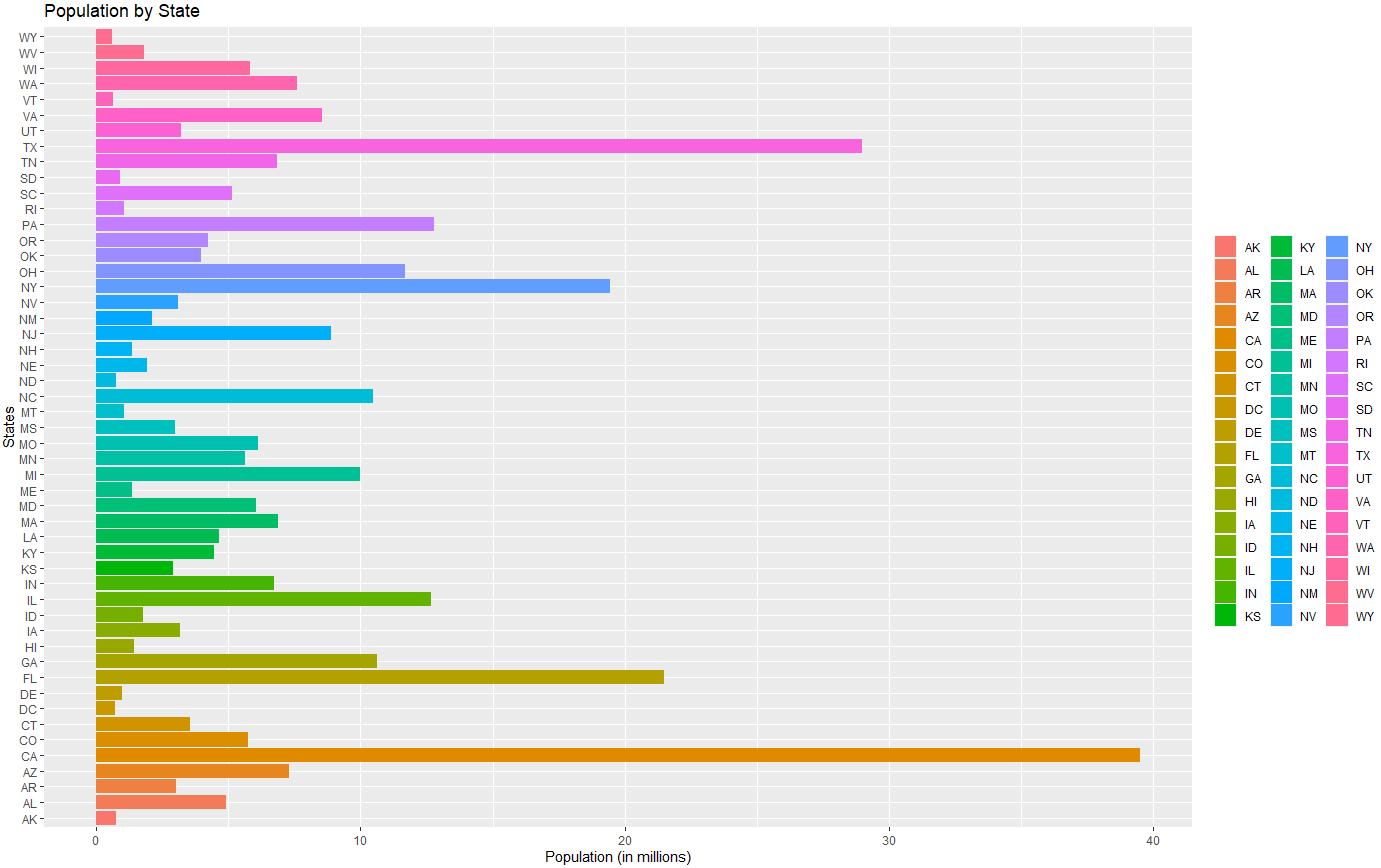 Population by State
States
WY
WV
WI
WA
VT
VA
UT
TX
TN
SD
SC
RI
PA
OR
OK
OH
NY
NV
NM
NJ
NH
NE
ND
NC
MT
MS
MO
MN
MI
ME
MD
MA
LA
KY
KS
IN
IL
ID
IA
HI
GA
FL
DE
DC
CT
CO
CA
AZ
AR
AL
AK
0 10 20 30 40
Population (in millions)
AK KY NY
AL LA OH
AR MA OK
AZ MD OR
CA ME PA
CO MI RI
CT MN SC
DC MO SD
DE MS TN
FL MT TX
GA NC UT
HI ND VA
IA NE VT
ID NH WA
IL NJ WI
IN NM WV
KS NV WY